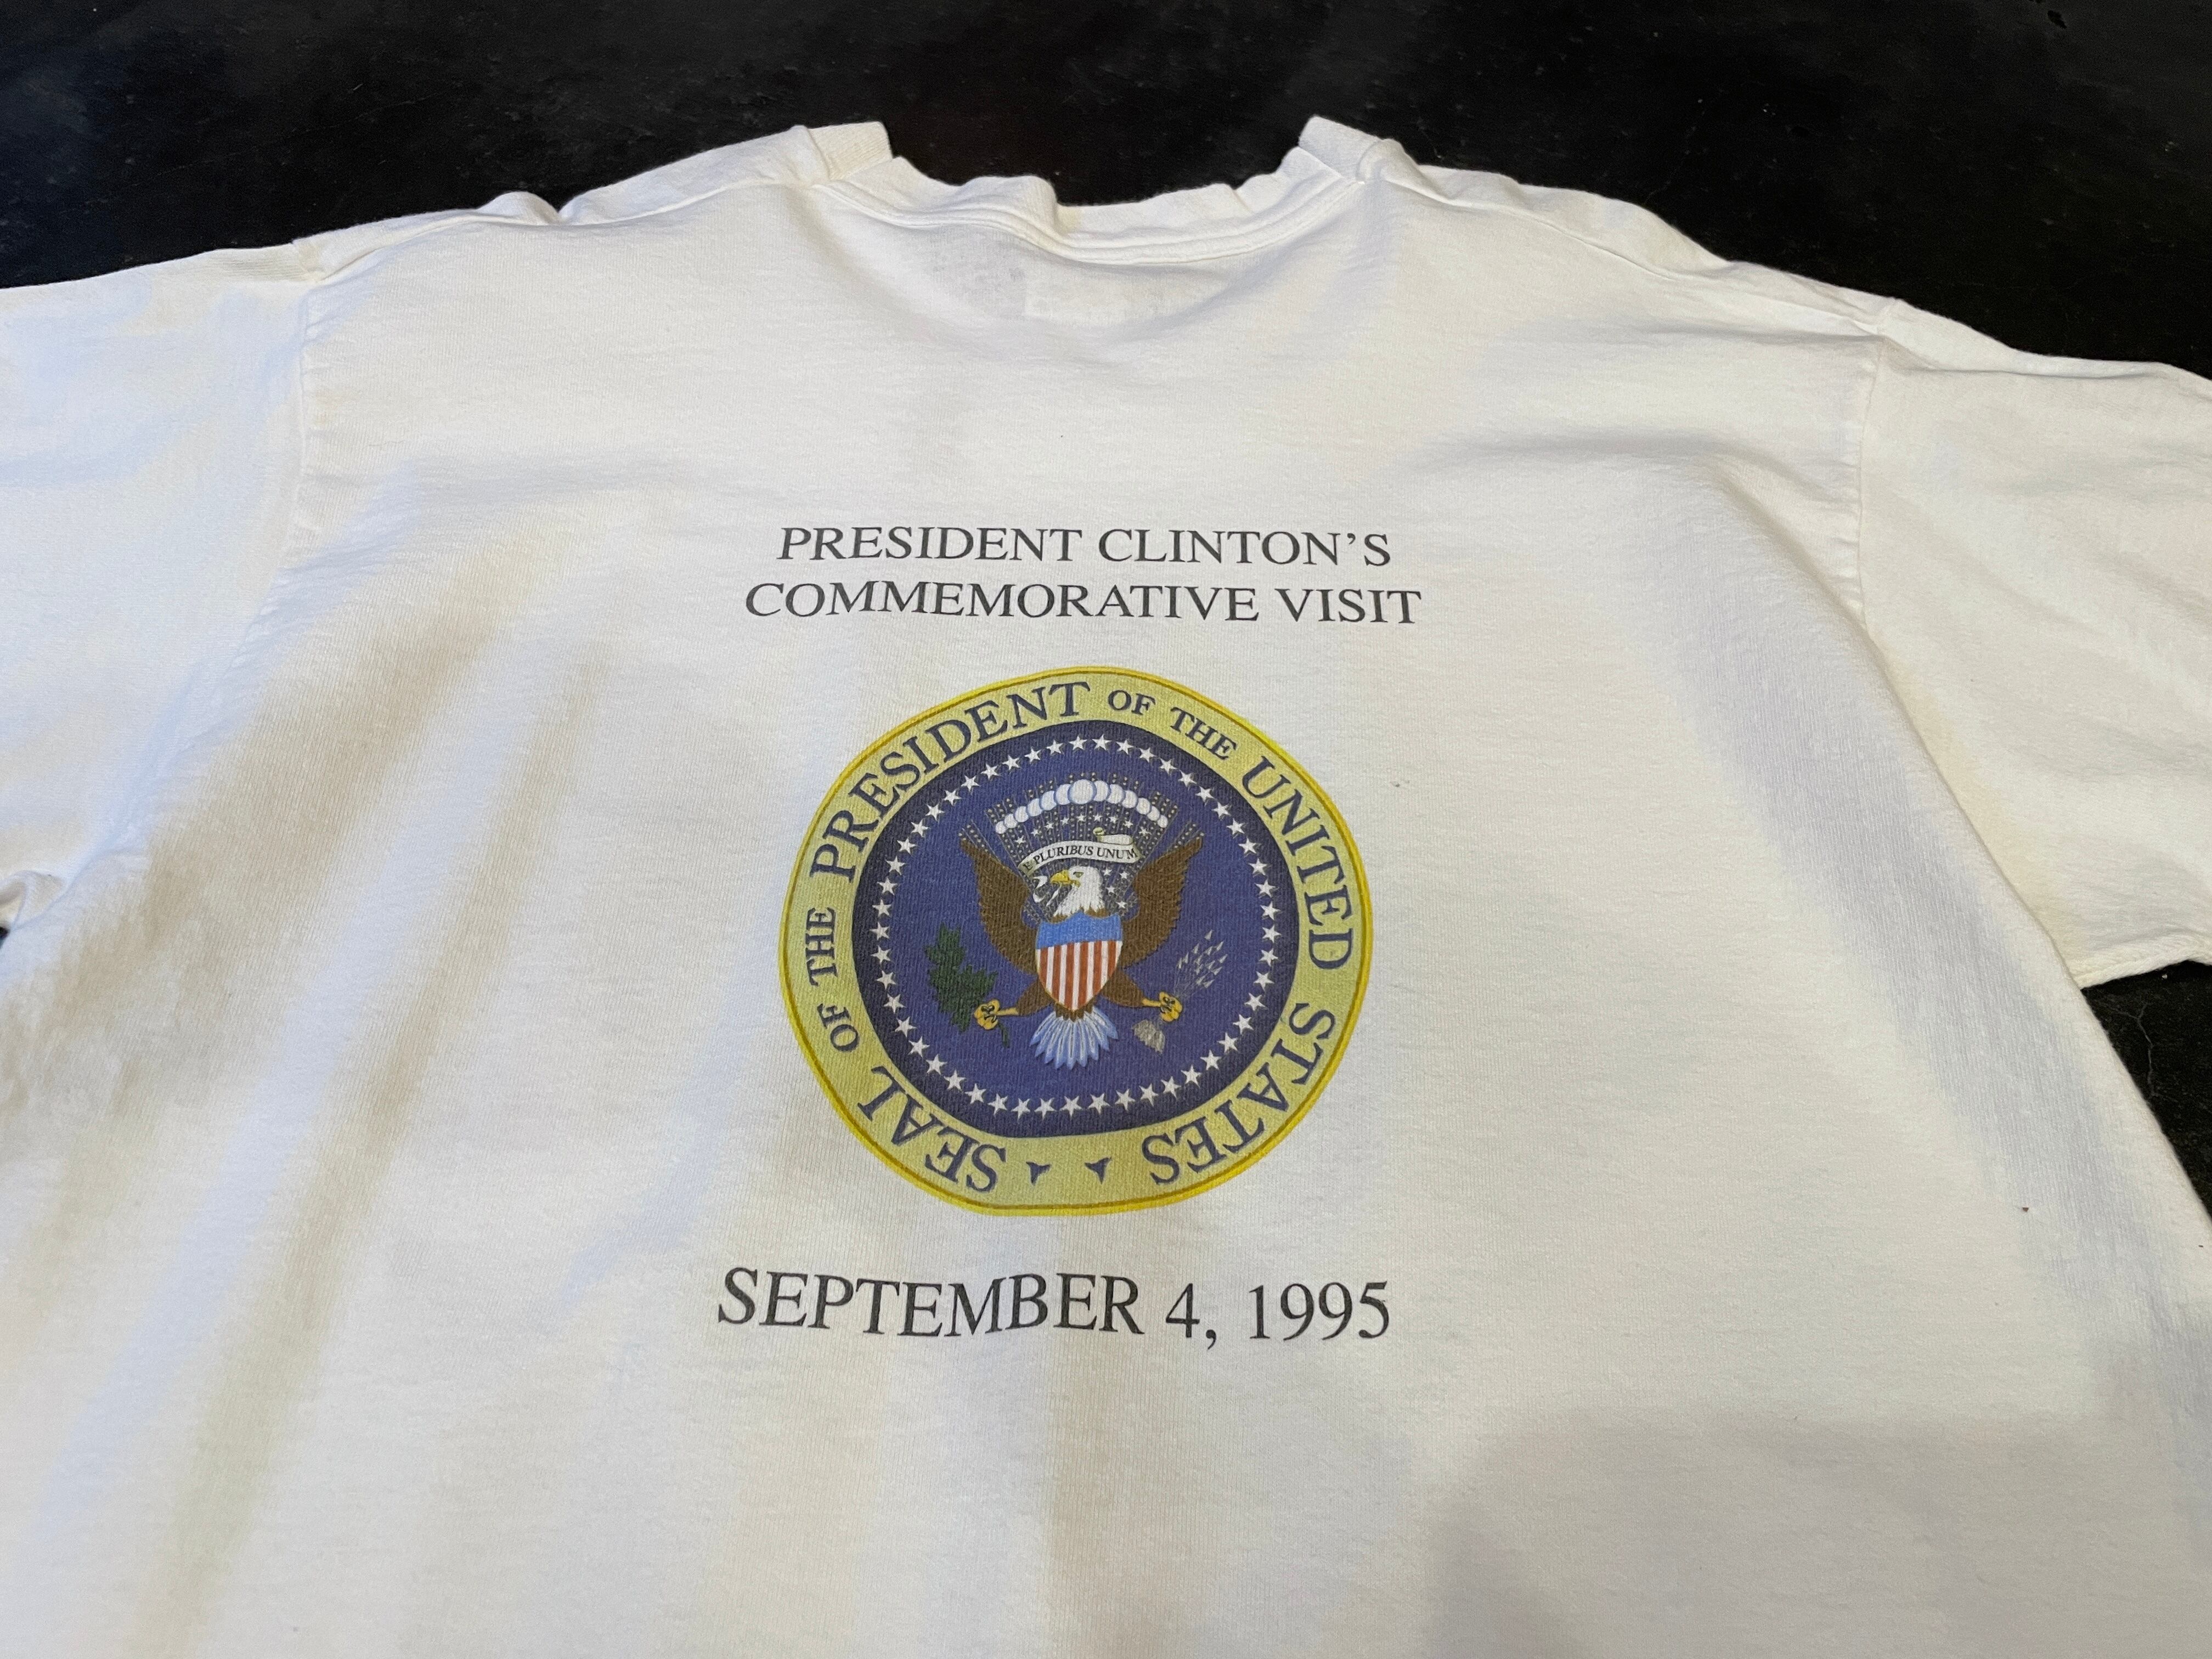 PRESIDENT CLINTON'S
COMMEMORATIVE VISIT
SEAL OF THE PRESIDENT OF THE UNITED STATES
E PLURIBUS UNUM
SEPTEMBER 4, 1995